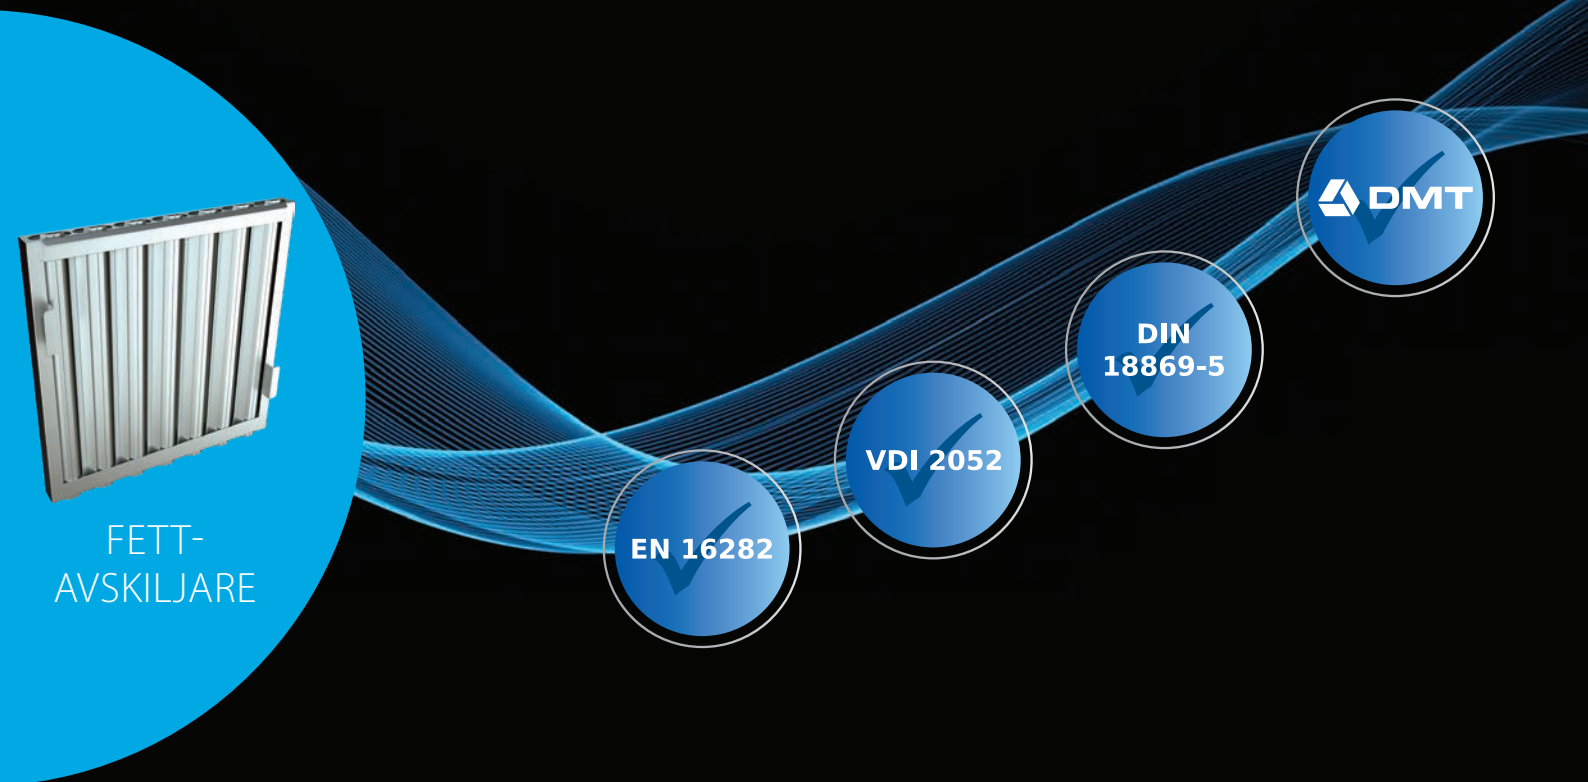 FETT-
AVSKILJARE
EN 16282
VDI 2052
DIN
18869-5
DMT